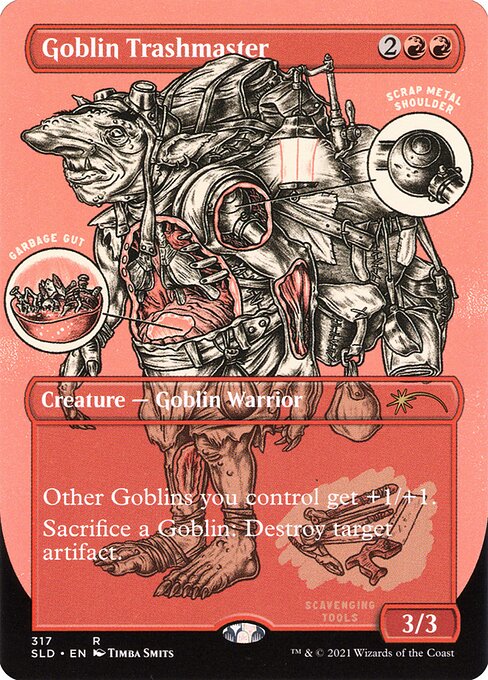 Goblin Trashmaster 2
SCRAP METAL
SHOULDER
GARBAGE GUT
Creature — Goblin Warrior
Other Goblins you control get +1/+1.
Sacrifice a Goblin: Destroy target
artifact.
SCAVENGING
TOOLS
3/3
317 R
SLD • EN Timba Smits
™ & © 2021 Wizards of the Coast